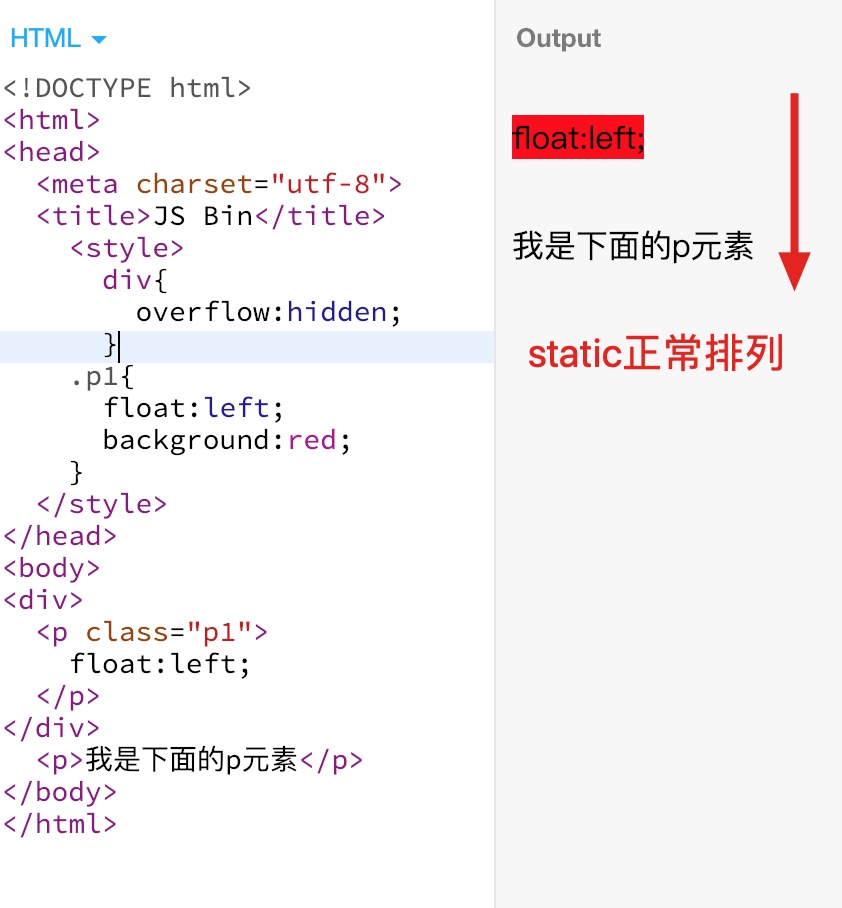 HTML
<!DOCTYPE html>
<html>
<head>
  <meta charset="utf-8">
  <title>JS Bin</title>
    <style>
      div{
        overflow:hidden;
      }
    .p1{
      float:left;
      background:red;
    }
  </style>
</head>
<body>
<div>
  <p class="p1">
    float:left;
  </p>
</div>
  <p>我是下面的p元素</p>
</body>
</html>
Output
float:left;
我是下面的p元素
static正常排列